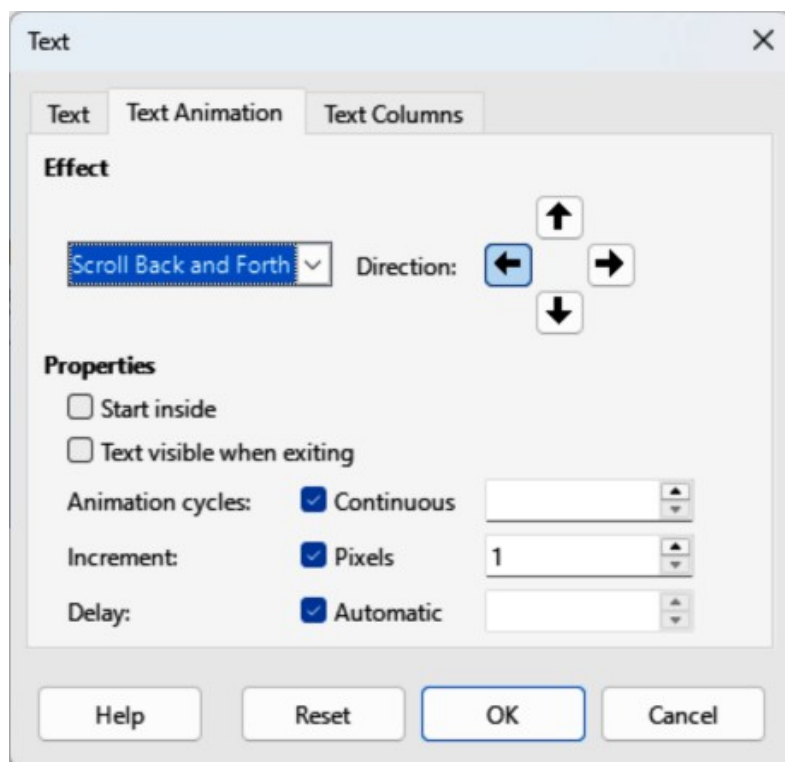 Text
Text Text Animation Text Columns
Effect
Scroll Back and Forth Direction:
Properties
Start inside
Text visible when exiting
Animation cycles: Continuous
Increment: Pixels 1
Delay: Automatic
Help Reset OK Cancel